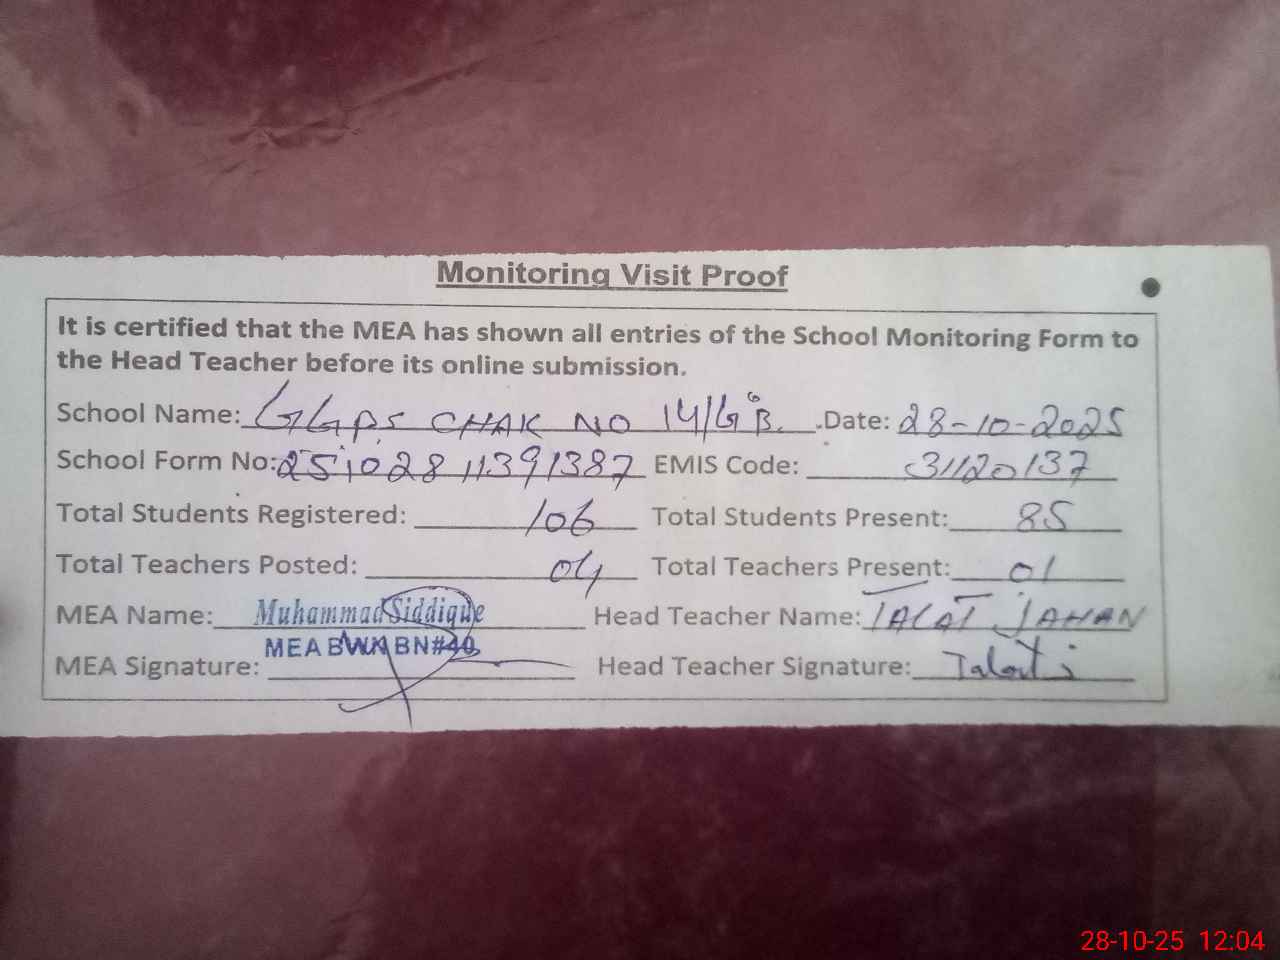 Monitoring Visit Proof
It is certified that the MEA has shown all entries of the School Monitoring Form to
the Head Teacher before its online submission.
School Name: GGPS CHAK NO 14/G B. Date: 28-10-2025
School Form No: 25102811391387 EMIS Code: 31120137
Total Students Registered: 106 Total Students Present: 85
Total Teachers Posted: 04 Total Teachers Present: 01
MEA Name: Muhammad Siddique Head Teacher Name: TALAT JAHAN
MEA BWN BN#40
MEA Signature: Head Teacher Signature: Talat j
28-10-25 12:04